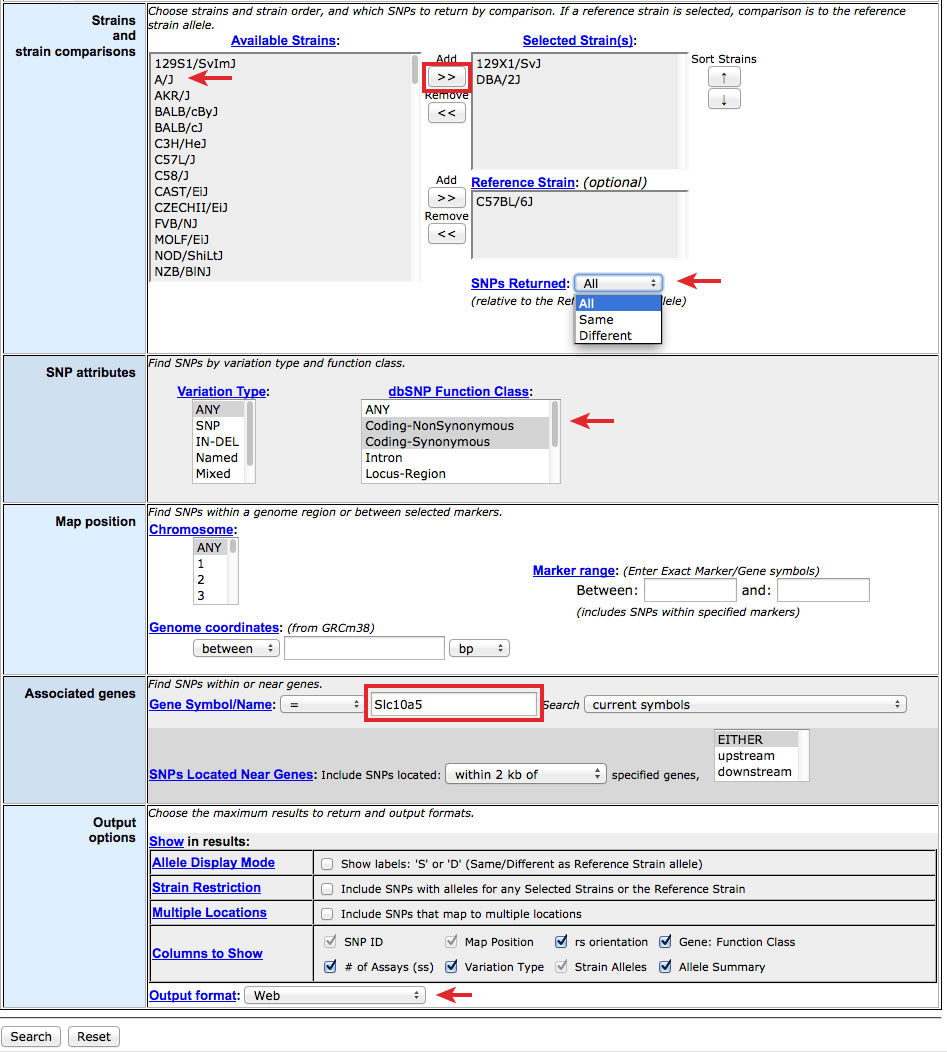 Strains
and
strain comparisons
Choose strains and strain order, and which SNPs to return by comparison. If a reference strain is selected, comparison is to the reference
strain allele.
Available Strains:
129S1/SvImJ
A/J
AKR/J
BALB/cByJ
BALB/cJ
C3H/HeJ
C57L/J
C58/J
CAST/EiJ
CZECHII/EiJ
FVB/NJ
MOLF/EiJ
NOD/ShiLtJ
NZB/BlNJ
Add
>>
Remove
<<
Selected Strain(s):
129X1/SvJ
DBA/2J
Sort Strains
↑
↓
Add
>>
Remove
<<
Reference Strain: (optional)
C57BL/6J
SNPs Returned: All
(relative to the Ref llele)
All
Same
Different
SNP attributes
Find SNPs by variation type and function class.
Variation Type:
ANY
SNP
IN-DEL
Named
Mixed
dbSNP Function Class:
ANY
Coding-NonSynonymous
Coding-Synonymous
Intron
Locus-Region
Map position
Find SNPs within a genome region or between selected markers.
Chromosome:
ANY
1
2
3
Marker range: (Enter Exact Marker/Gene symbols)
Between: and:
(includes SNPs within specified markers)
Genome coordinates: (from GRCm38)
between bp
Associated genes
Find SNPs within or near genes.
Gene Symbol/Name: = Slc10a5 Search current symbols
SNPs Located Near Genes: Include SNPs located: within 2 kb of specified genes,
EITHER
upstream
downstream
Output
options
Choose the maximum results to return and output formats.
Show in results:
Allele Display Mode Show labels: 'S' or 'D' (Same/Different as Reference Strain allele)
Strain Restriction Include SNPs with alleles for any Selected Strains or the Reference Strain
Multiple Locations Include SNPs that map to multiple locations
Columns to Show
SNP ID Map Position rs orientation Gene: Function Class
# of Assays (ss) Variation Type Strain Alleles Allele Summary
Output format: Web
Search Reset